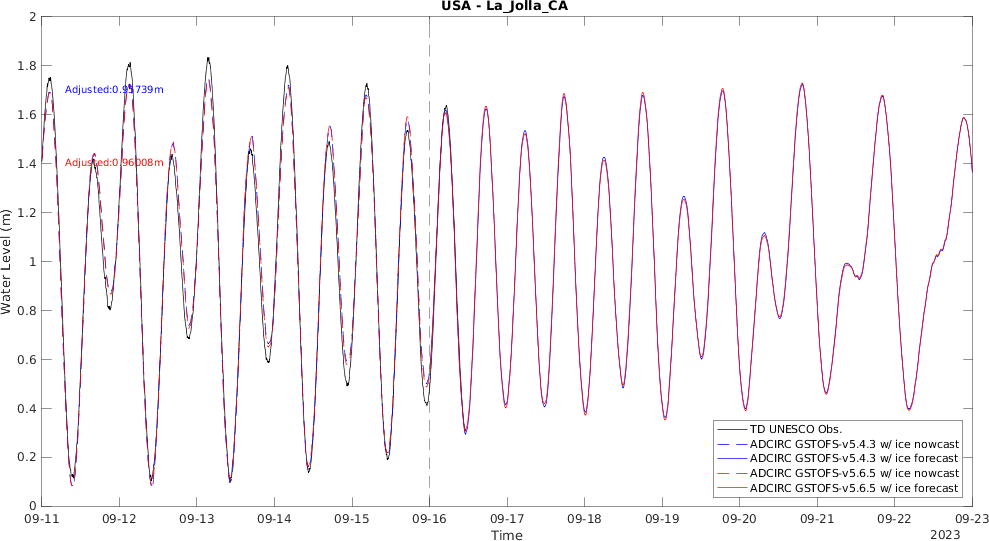 USA - La_Jolla_CA
2
1.8
1.6
1.4
1.2
1
0.8
0.6
0.4
0.2
0
Water Level (m)
Adjusted:0.95739m
Adjusted:0.96008m
TD UNESCO Obs.
ADCIRC GSTOFS-v5.4.3 w/ ice nowcast
ADCIRC GSTOFS-v5.4.3 w/ ice forecast
ADCIRC GSTOFS-v5.6.5 w/ ice nowcast
ADCIRC GSTOFS-v5.6.5 w/ ice forecast
09-11 09-12 09-13 09-14 09-15 09-16 09-17 09-18 09-19 09-20 09-21 09-22 09-23
Time
2023